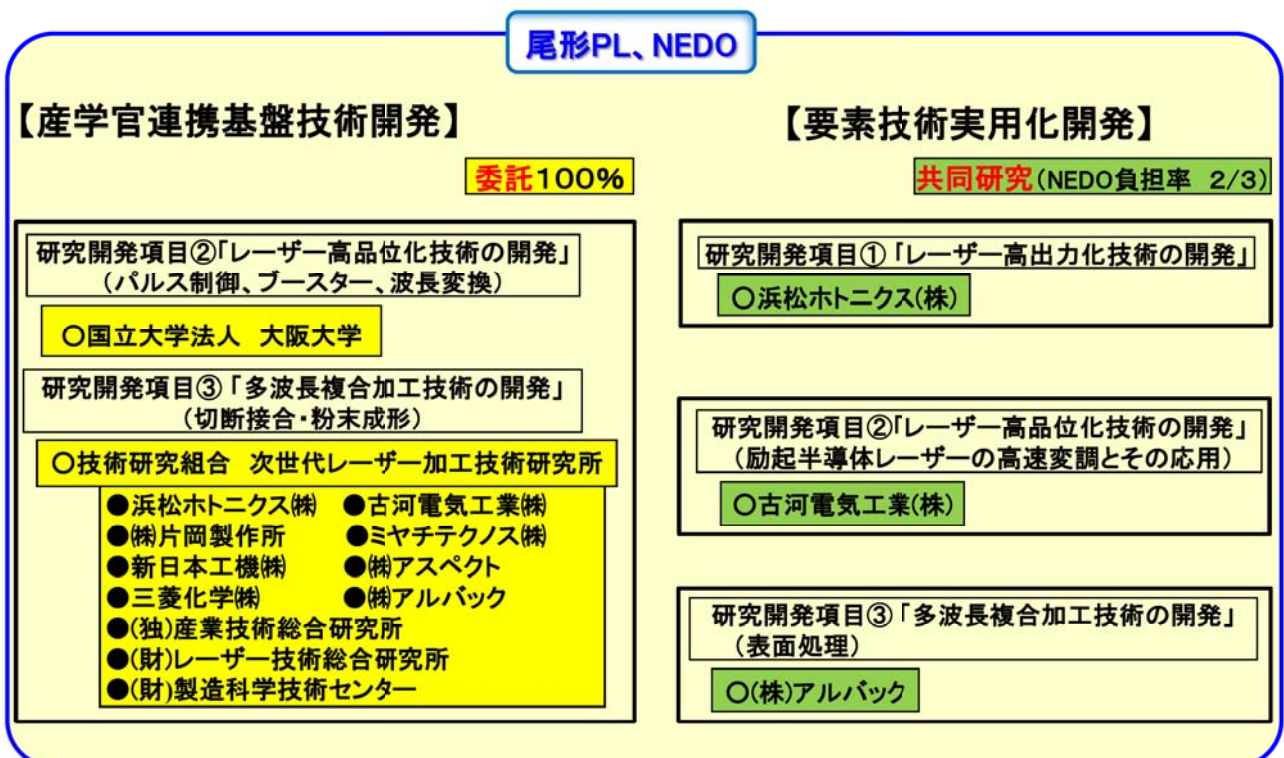 尾形PL、NEDO
【産学官連携基盤技術開発】
委託100%
研究開発項目②「レーザー高品位化技術の開発」
(パルス制御、ブースター、波長変換)
○国立大学法人 大阪大学
研究開発項目③「多波長複合加工技術の開発」
(切断接合・粉末成形)
○技術研究組合 次世代レーザー加工技術研究所
●浜松ホトニクス㈱ ●古河電気工業㈱
●㈱片岡製作所 ●ミヤチテクノス㈱
●新日本工機㈱ ●㈱アスペクト
●三菱化学㈱ ●㈱アルバック
●(独)産業技術総合研究所
●(財)レーザー技術総合研究所
●(財)製造科学技術センター
【要素技術実用化開発】
共同研究(NEDO負担率 2/3)
研究開発項目①「レーザー高出力化技術の開発」
○浜松ホトニクス(株)
研究開発項目②「レーザー高品位化技術の開発」
(励起半導体レーザーの高速変調とその応用)
○古河電気工業(株)
研究開発項目③「多波長複合加工技術の開発」
(表面処理)
○(株)アルバック